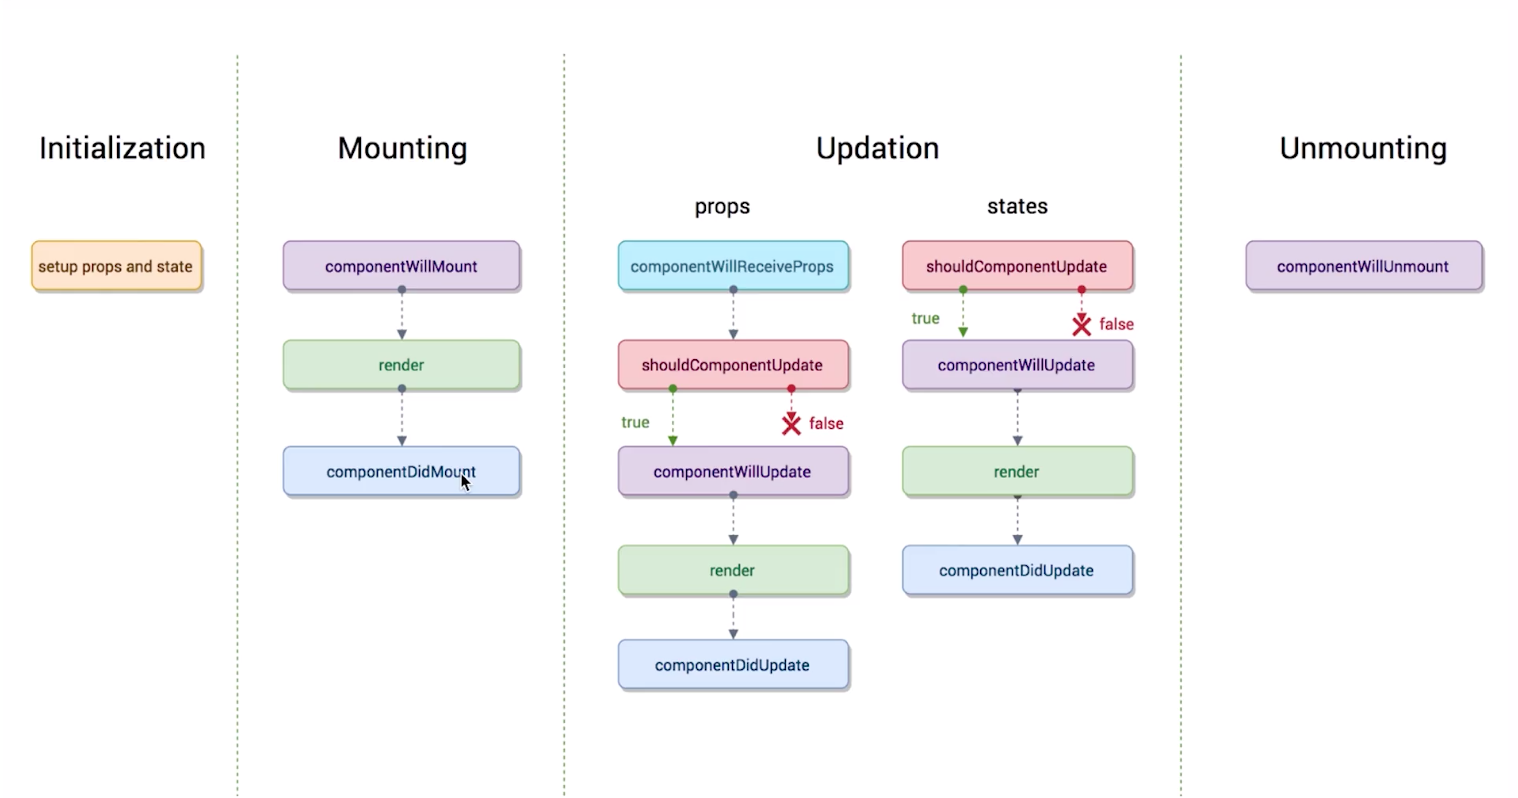 Initialization
Mounting
Updation
Unmounting
props
states
setup props and state
componentWillMount
render
componentDidMount
componentWillReceiveProps
shouldComponentUpdate
true
false
componentWillUpdate
render
componentDidUpdate
shouldComponentUpdate
true
false
componentWillUpdate
render
componentDidUpdate
componentWillUnmount